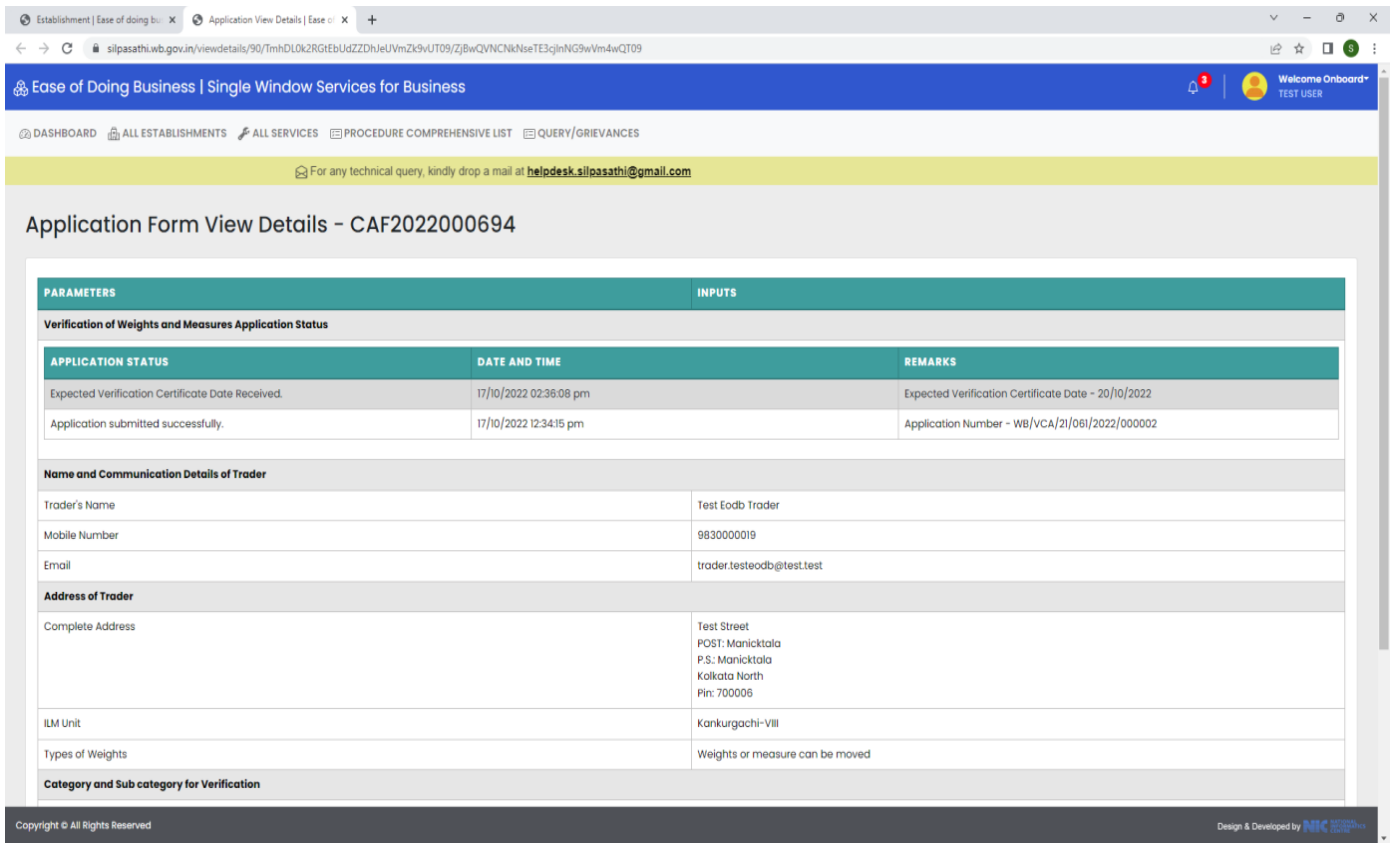 Establishment | Ease of doing bu
Application View Details | Ease of
silpasathi.wb.gov.in/viewdetails/90/TmhDL0k2RGtEbUdZZDhJeUVmZk9vUT09/ZjBwQVNCNkNseTE3cjlnNG9wVm4wQT09
S
Ease of Doing Business | Single Window Services for Business
3
Welcome Onboard
TEST USER
DASHBOARD ALL ESTABLISHMENTS ALL SERVICES PROCEDURE COMPREHENSIVE LIST QUERY/GRIEVANCES
For any technical query, kindly drop a mail at helpdesk.silpasathi@gmail.com
Application Form View Details - CAF2022000694
PARAMETERS INPUTS
Verification of Weights and Measures Application Status
APPLICATION STATUS DATE AND TIME REMARKS
Expected Verification Certificate Date Received. 17/10/2022 02:36:08 pm Expected Verification Certificate Date - 20/10/2022
Application submitted successfully. 17/10/2022 12:34:15 pm Application Number - WB/VCA/21/061/2022/000002
Name and Communication Details of Trader
Trader's Name Test Eodb Trader
Mobile Number 9830000019
Email trader.testeodb@test.test
Address of Trader
Complete Address Test Street
POST: Manicktala
P.S.: Manicktala
Kolkata North
Pin: 700006
ILM Unit Kankurgachi-VIII
Types of Weights Weights or measure can be moved
Category and Sub category for Verification
Copyright © All Rights Reserved
Design & Developed by NIC NATIONAL INFORMATICS CENTRE